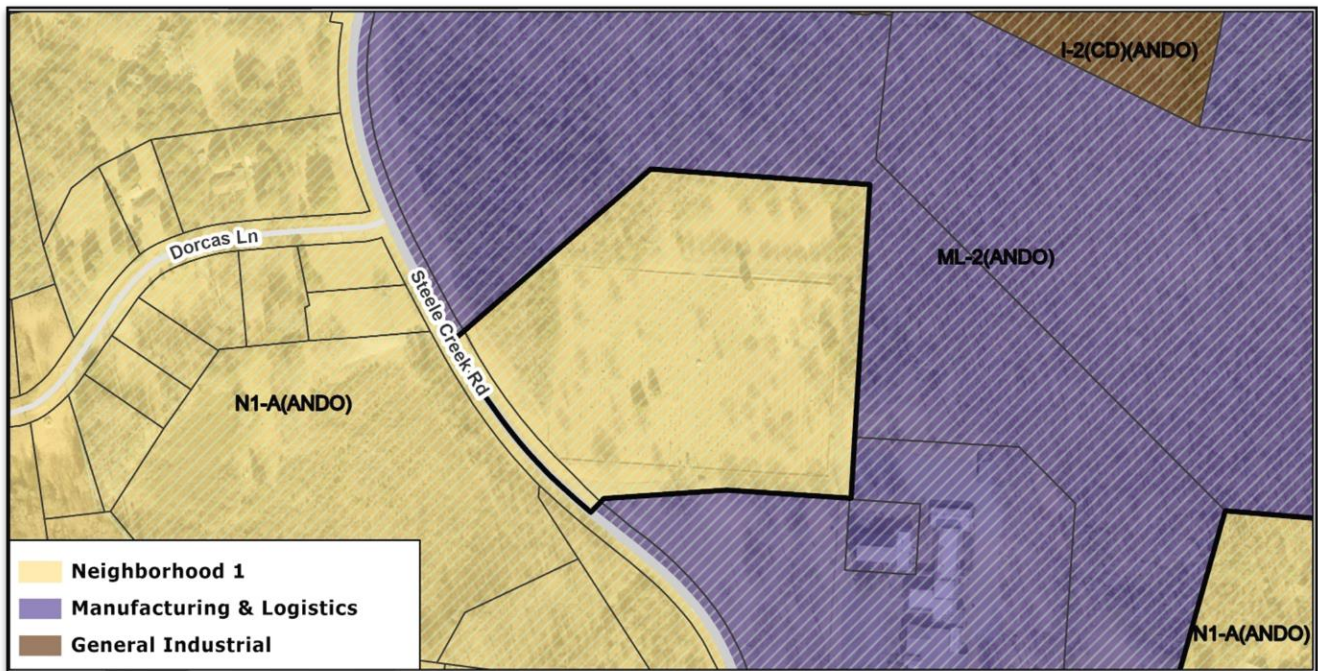 I-2(CD)(ANDO)
Dorcas Ln
ML-2(ANDO)
Steele Creek Rd
N1-A(ANDO)
Neighborhood 1
Manufacturing & Logistics
General Industrial
N1-A(ANDO)